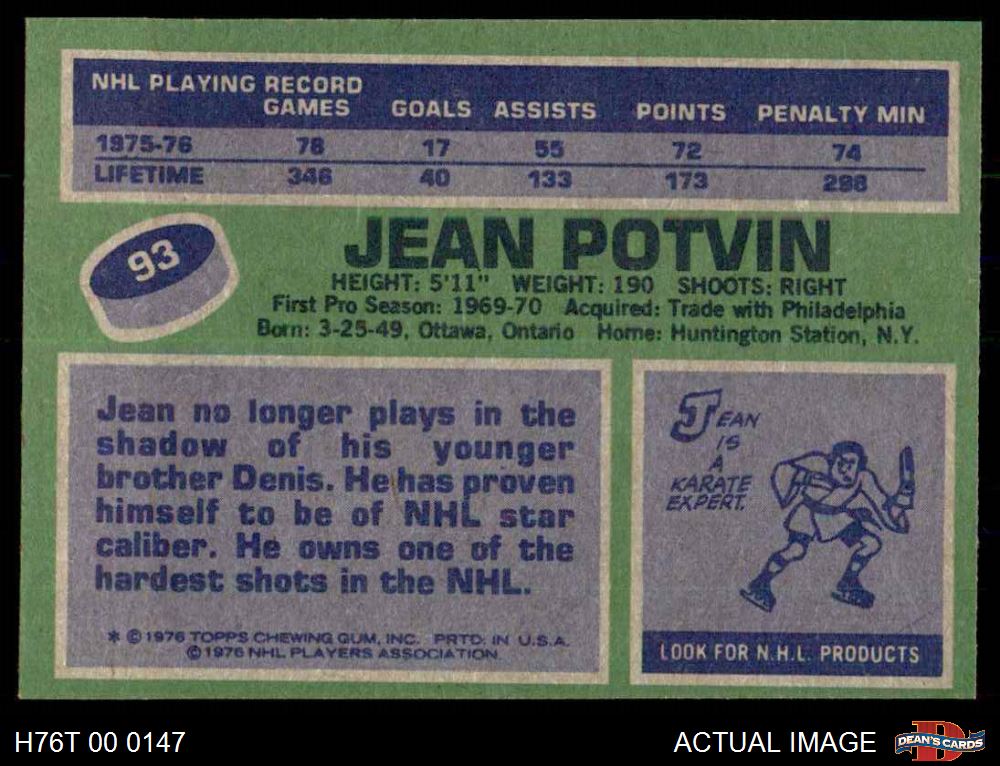 NHL PLAYING RECORD
GAMES GOALS ASSISTS POINTS PENALTY MIN
1975-76 78 17 55 72 74
LIFETIME 346 40 133 173 298
93
JEAN POTVIN
HEIGHT: 5'11" WEIGHT: 190 SHOOTS: RIGHT
First Pro Season: 1969-70 Acquired: Trade with Philadelphia
Born: 3-25-49, Ottawa, Ontario Home: Huntington Station, N.Y.
Jean no longer plays in the
shadow of his younger
brother Denis. He has proven
himself to be of NHL star
caliber. He owns one of the
hardest shots in the NHL.
* © 1976 TOPPS CHEWING GUM, INC. PRTD. IN U.S.A.
© 1976 NHL PLAYERS ASSOCIATION.
JEAN
IS
A
KARATE
EXPERT.
LOOK FOR N.H.L. PRODUCTS
H76T 00 0147
ACTUAL IMAGE
DEAN'S CARDS